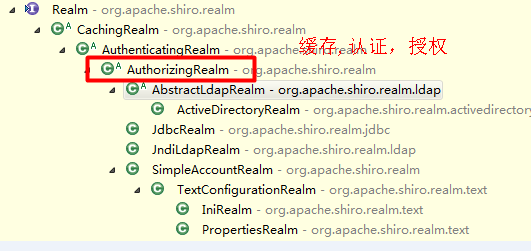 Realm - org.apache.shiro.realm
CachingRealm - org.apache.shiro.realm
AuthenticatingRealm - org.apache.shiro.realm
缓存,认证，授权
AuthorizingRealm - org.apache.shiro.realm
AbstractLdapRealm - org.apache.shiro.realm.ldap
ActiveDirectoryRealm - org.apache.shiro.realm.activedirectory
JdbcRealm - org.apache.shiro.realm.jdbc
JndiLdapRealm - org.apache.shiro.realm.ldap
SimpleAccountRealm - org.apache.shiro.realm
TextConfigurationRealm - org.apache.shiro.realm.text
IniRealm - org.apache.shiro.realm.text
PropertiesRealm - org.apache.shiro.realm.text